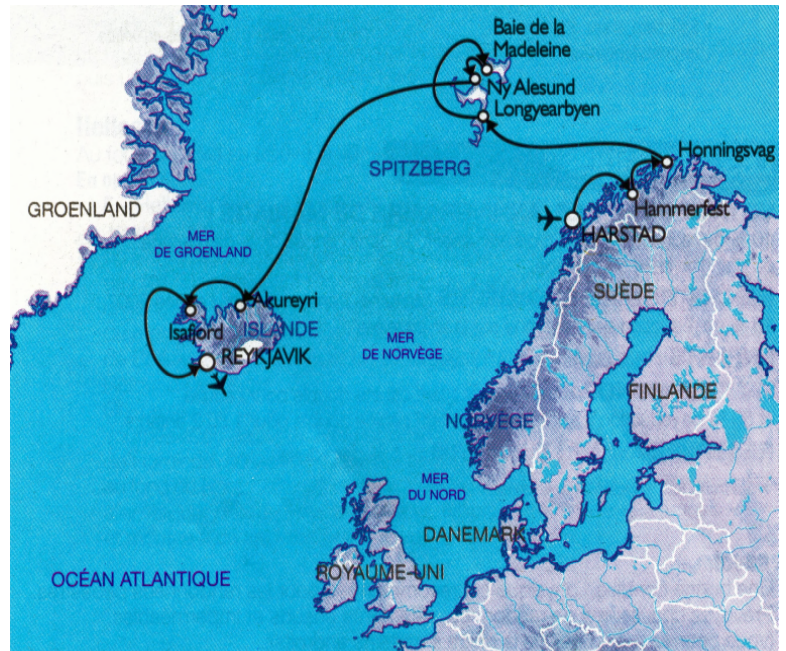 Baie de la
Madeleine
Ny Alesund
Longyearbyen
Honningsvag
SPITZBERG
Hammerfest
GROENLAND
HARSTAD
MER
DE GROENLAND
SUÈDE
Akureyri
Isafjord
ISLANDE
REYKJAVIK
MER
DE NORVÈGE
FINLANDE
NORVÈGE
MER
DU NORD
DANEMARK
ROYAUME-UNI
OCÉAN ATLANTIQUE